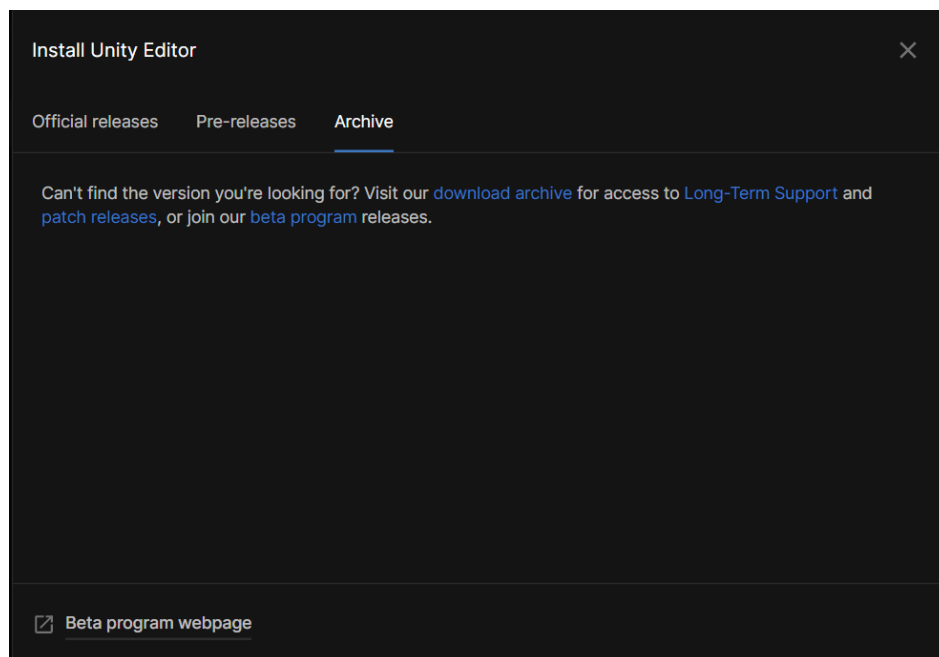 Install Unity Editor
Official releases Pre-releases Archive
Can't find the version you're looking for? Visit our download archive for access to Long-Term Support and
patch releases, or join our beta program releases.
Beta program webpage